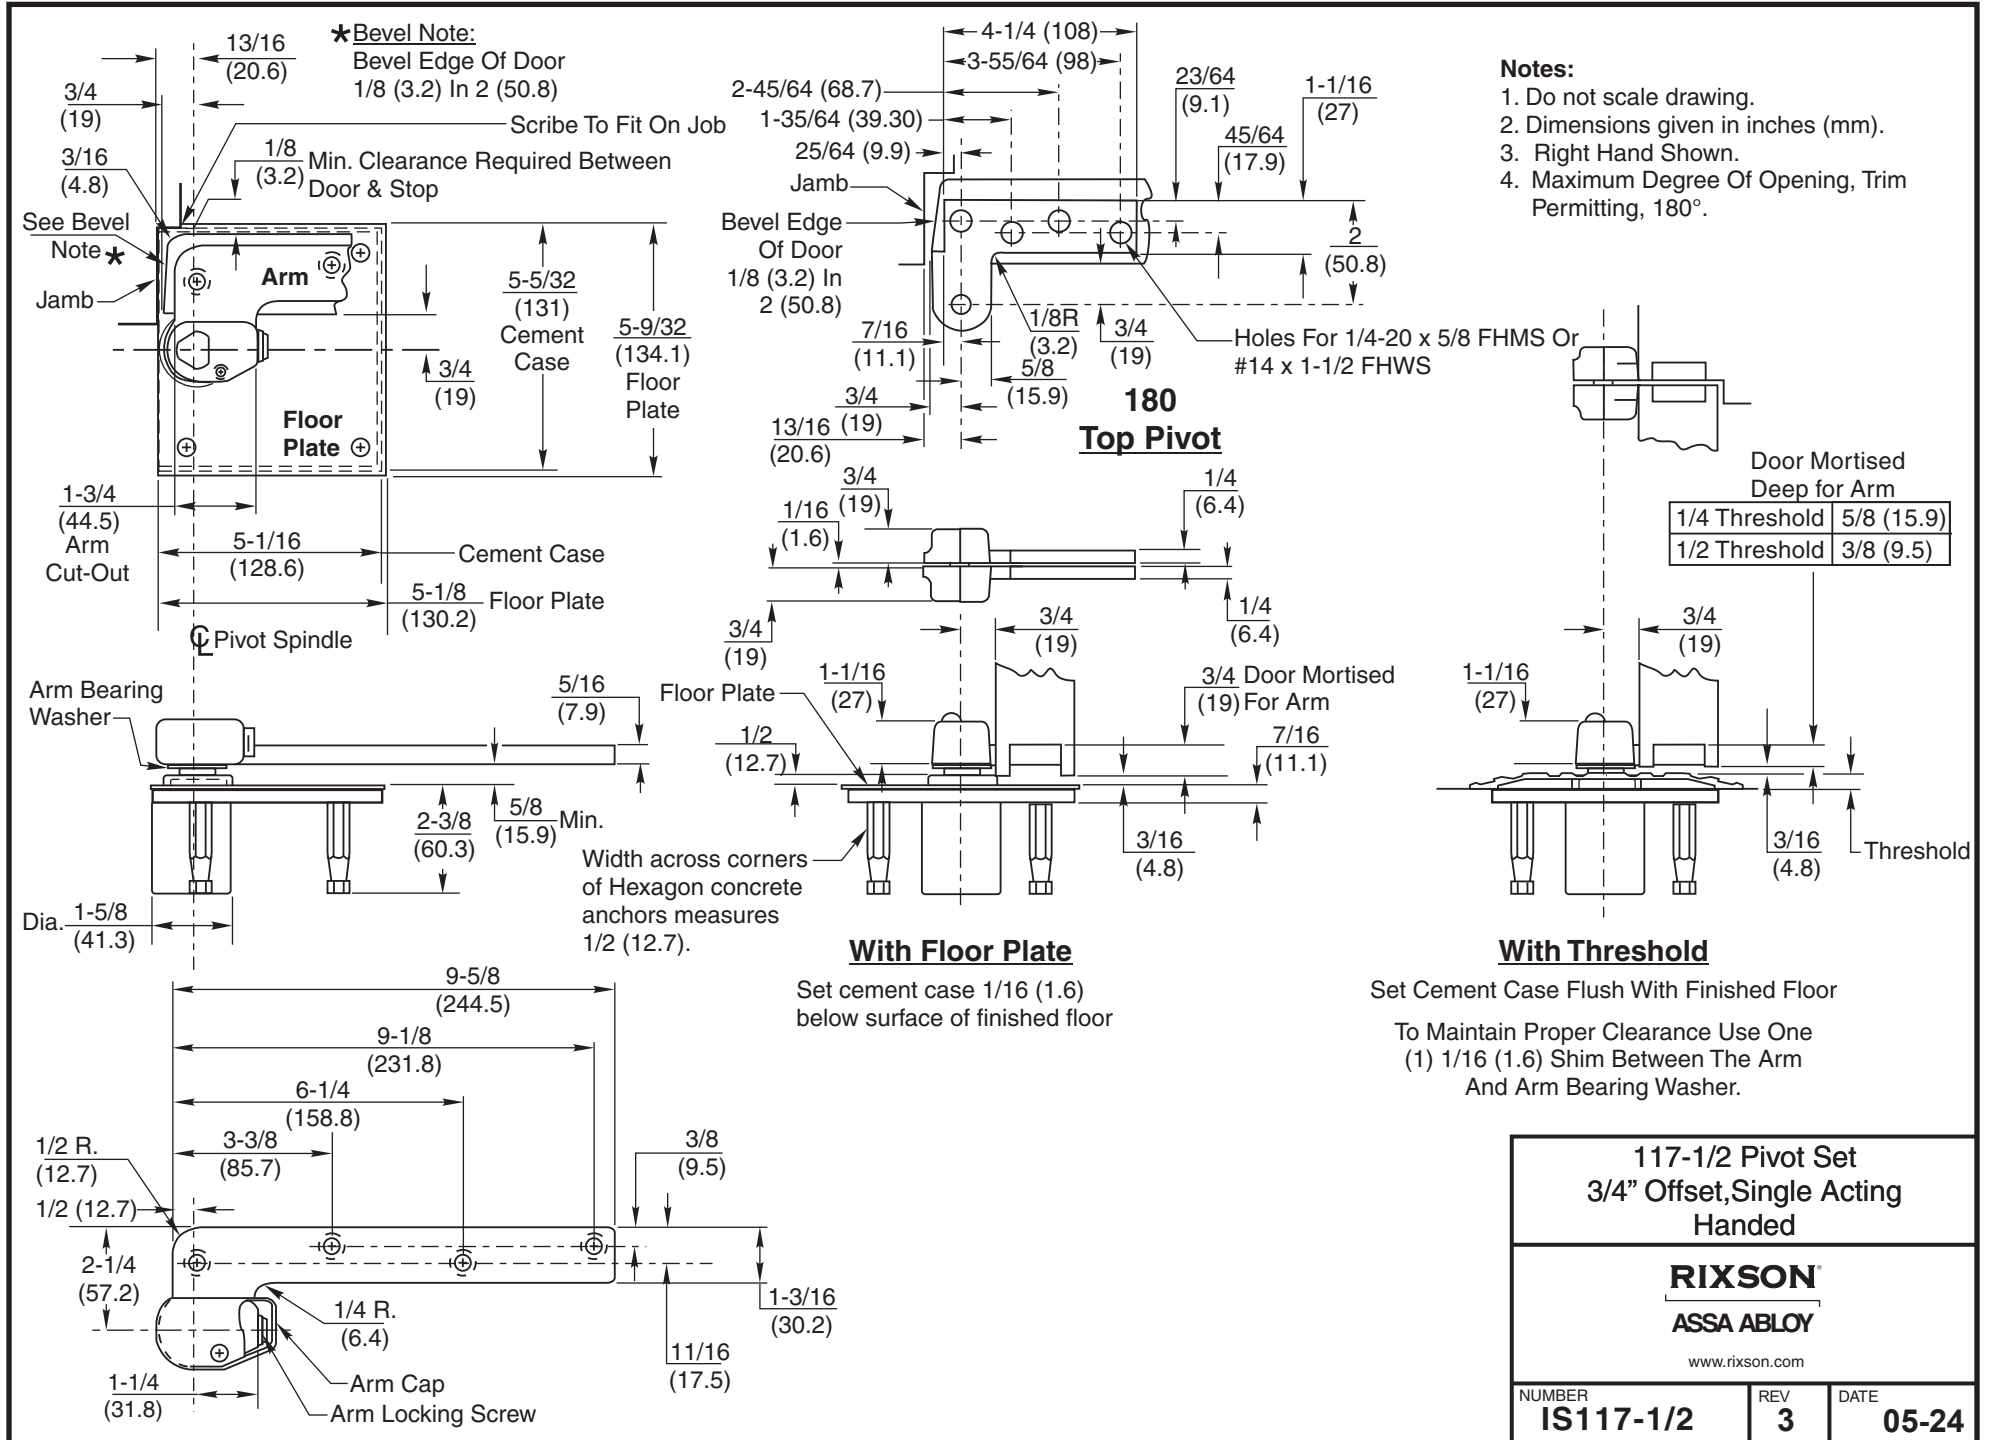 13/16
(20.6)
*Bevel Note:
Bevel Edge Of Door
1/8 (3.2) In 2 (50.8)
3/4
(19)
Scribe To Fit On Job
3/16
(4.8)
1/8
(3.2)
Min. Clearance Required Between
Door & Stop
See Bevel
Note *
Jamb
Arm
5-5/32
(131)
Cement
Case
5-9/32
(134.1)
Floor
Plate
3/4
(19)
Floor
Plate
1-3/4
(44.5)
Arm
Cut-Out
5-1/16
(128.6)
Cement Case
5-1/8
(130.2)
Floor Plate
℄ Pivot Spindle
4-1/4 (108)
3-55/64 (98)
2-45/64 (68.7)
1-35/64 (39.30)
25/64 (9.9)
Jamb
Bevel Edge
Of Door
1/8 (3.2) In
2 (50.8)
23/64
(9.1)
45/64
(17.9)
1-1/16
(27)
2
(50.8)
7/16
(11.1)
1/8R
(3.2)
3/4
(19)
Holes For 1/4-20 x 5/8 FHMS Or
#14 x 1-1/2 FHWS
5/8
(15.9)
3/4
(19)
13/16
(20.6)
180
Top Pivot
Notes:
1. Do not scale drawing.
2. Dimensions given in inches (mm).
3. Right Hand Shown.
4. Maximum Degree Of Opening, Trim
Permitting, 180°.
Door Mortised
Deep for Arm
1/4 Threshold 5/8 (15.9)
1/2 Threshold 3/8 (9.5)
3/4
(19)
1/16
(1.6)
1/4
(6.4)
3/4
(19)
1/4
(6.4)
Arm Bearing
Washer
5/16
(7.9)
2-3/8
(60.3)
5/8
(15.9)
Min.
Dia. 1-5/8
(41.3)
3/4
(19)
Floor Plate
1-1/16
(27)
3/4
(19)
Door Mortised
For Arm
1/2
(12.7)
7/16
(11.1)
3/16
(4.8)
Width across corners
of Hexagon concrete
anchors measures
1/2 (12.7).
With Floor Plate
Set cement case 1/16 (1.6)
below surface of finished floor
3/4
(19)
1-1/16
(27)
3/16
(4.8)
Threshold
With Threshold
Set Cement Case Flush With Finished Floor
To Maintain Proper Clearance Use One
(1) 1/16 (1.6) Shim Between The Arm
And Arm Bearing Washer.
9-5/8
(244.5)
9-1/8
(231.8)
6-1/4
(158.8)
3-3/8
(85.7)
1/2 R.
(12.7)
1/2 (12.7)
3/8
(9.5)
2-1/4
(57.2)
1/4 R.
(6.4)
1-3/16
(30.2)
11/16
(17.5)
1-1/4
(31.8)
Arm Cap
Arm Locking Screw
117-1/2 Pivot Set
3/4” Offset,Single Acting
Handed
RIXSON®
ASSA ABLOY
www.rixson.com
NUMBER
IS117-1/2
REV
3
DATE
05-24